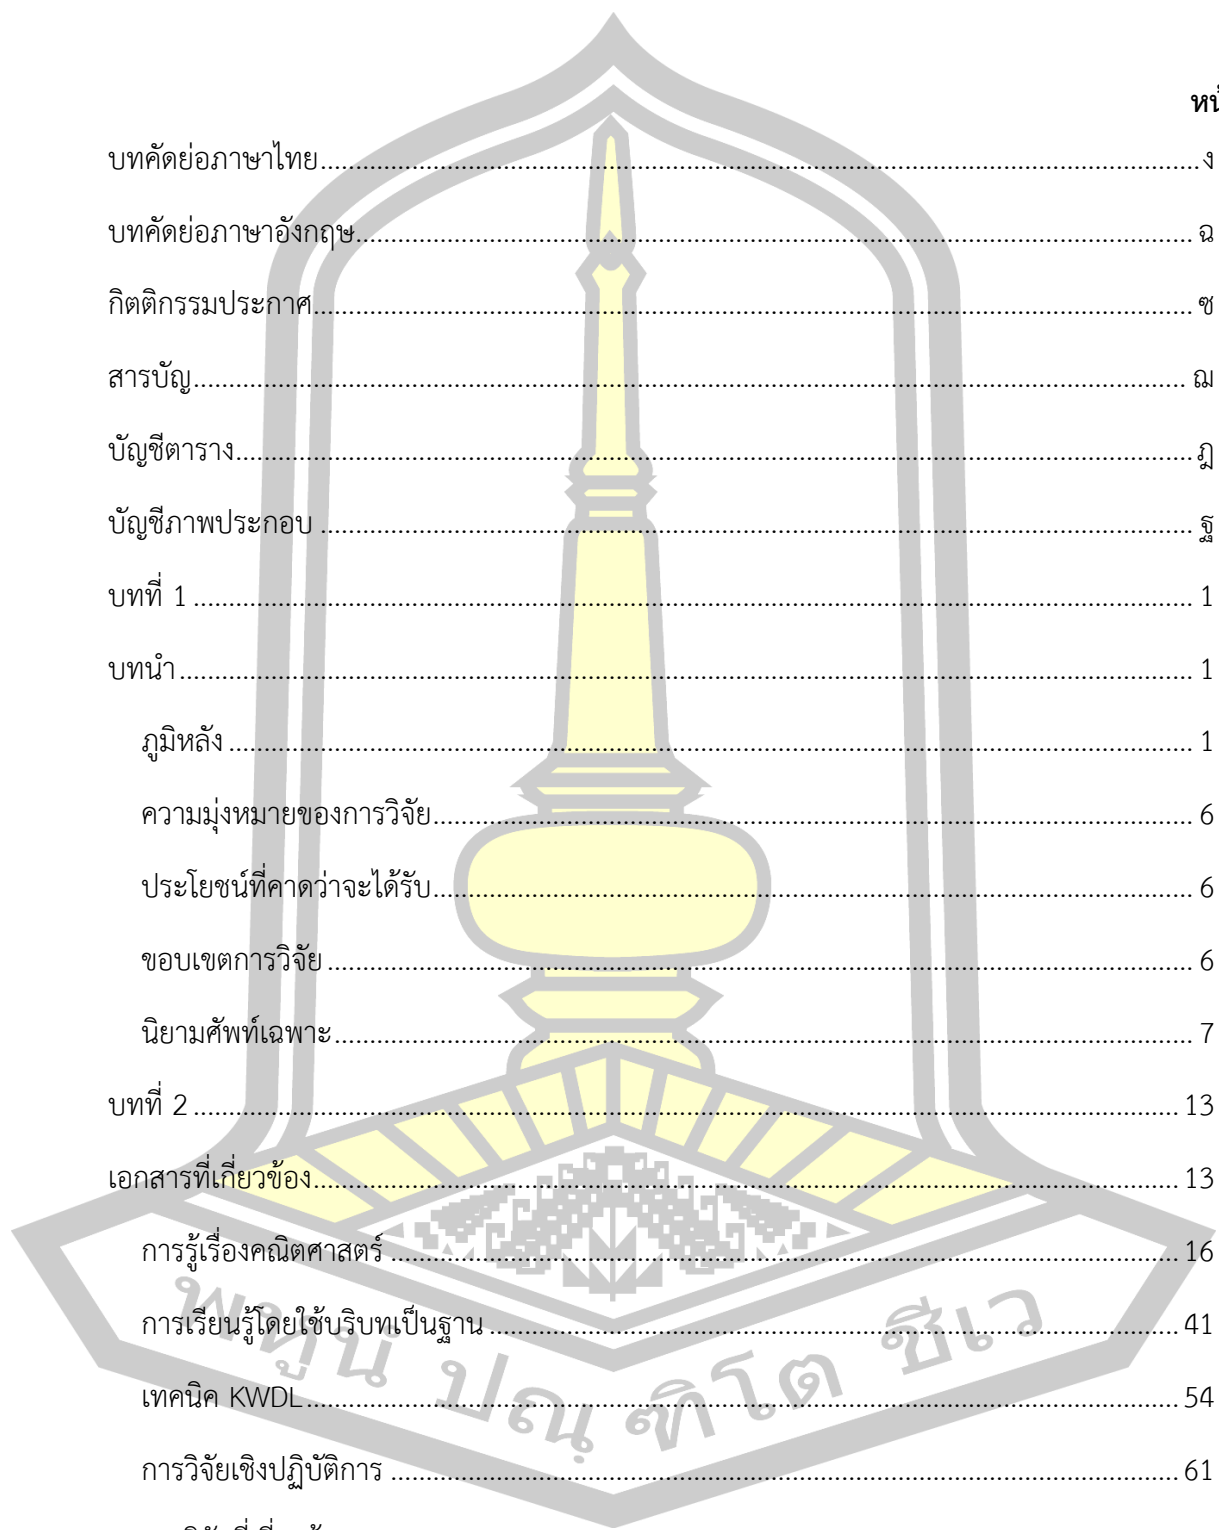 บทคัดย่อภาษาไทย ง
บทคัดย่อภาษาอังกฤษ ฉ
กิตติกรรมประกาศ ซ
สารบัญ ฌ
บัญชีตาราง ฎ
บัญชีภาพประกอบ ฐ
บทที่ 1 1
บทนำ 1
ภูมิหลัง 1
ความมุ่งหมายของการวิจัย 6
ประโยชน์ที่คาดว่าจะได้รับ 6
ขอบเขตการวิจัย 6
นิยามศัพท์เฉพาะ 7
บทที่ 2 13
เอกสารที่เกี่ยวข้อง 13
การรู้เรื่องคณิตศาสตร์ 16
การเรียนรู้โดยใช้บริบทเป็นฐาน 41
เทคนิค KWDL 54
การวิจัยเชิงปฏิบัติการ 61
พหูนํ ปณฺฑิโต ชีเว